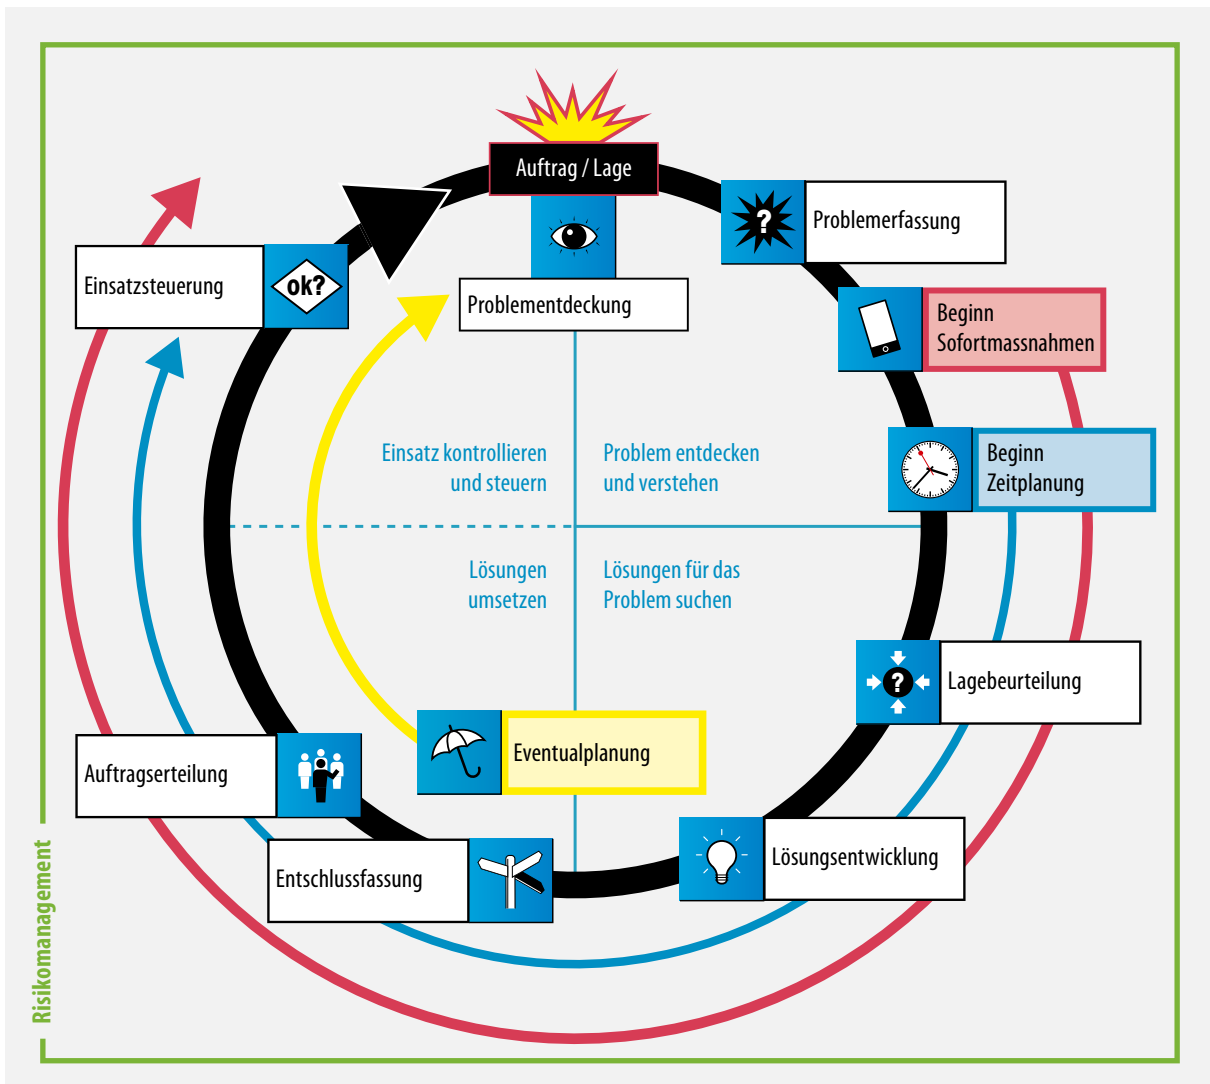 Auftrag / Lage
?
Problemerfassung
Problementdeckung
Einsatzsteuerung
ok?
Beginn
Sofortmassnahmen
Beginn
Zeitplanung
Einsatz kontrollieren
und steuern
Problem entdecken
und verstehen
Lösungen
umsetzen
Lösungen für das
Problem suchen
?
Lagebeurteilung
Eventualplanung
Auftragserteilung
Lösungsentwicklung
Entschlussfassung
Risikomanagement